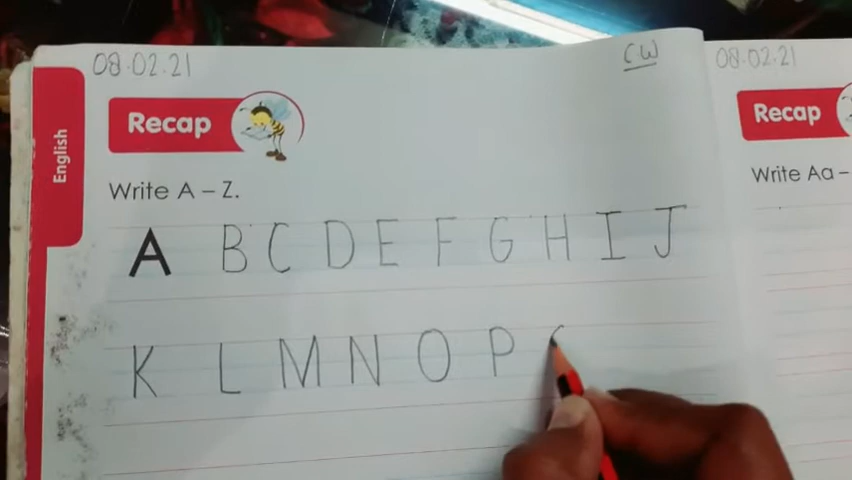 08.02.21 CW 08.02.21
Recap Recap
English
Write A – Z. Write Aa –
A B C D E F G H I J
K L M N O P